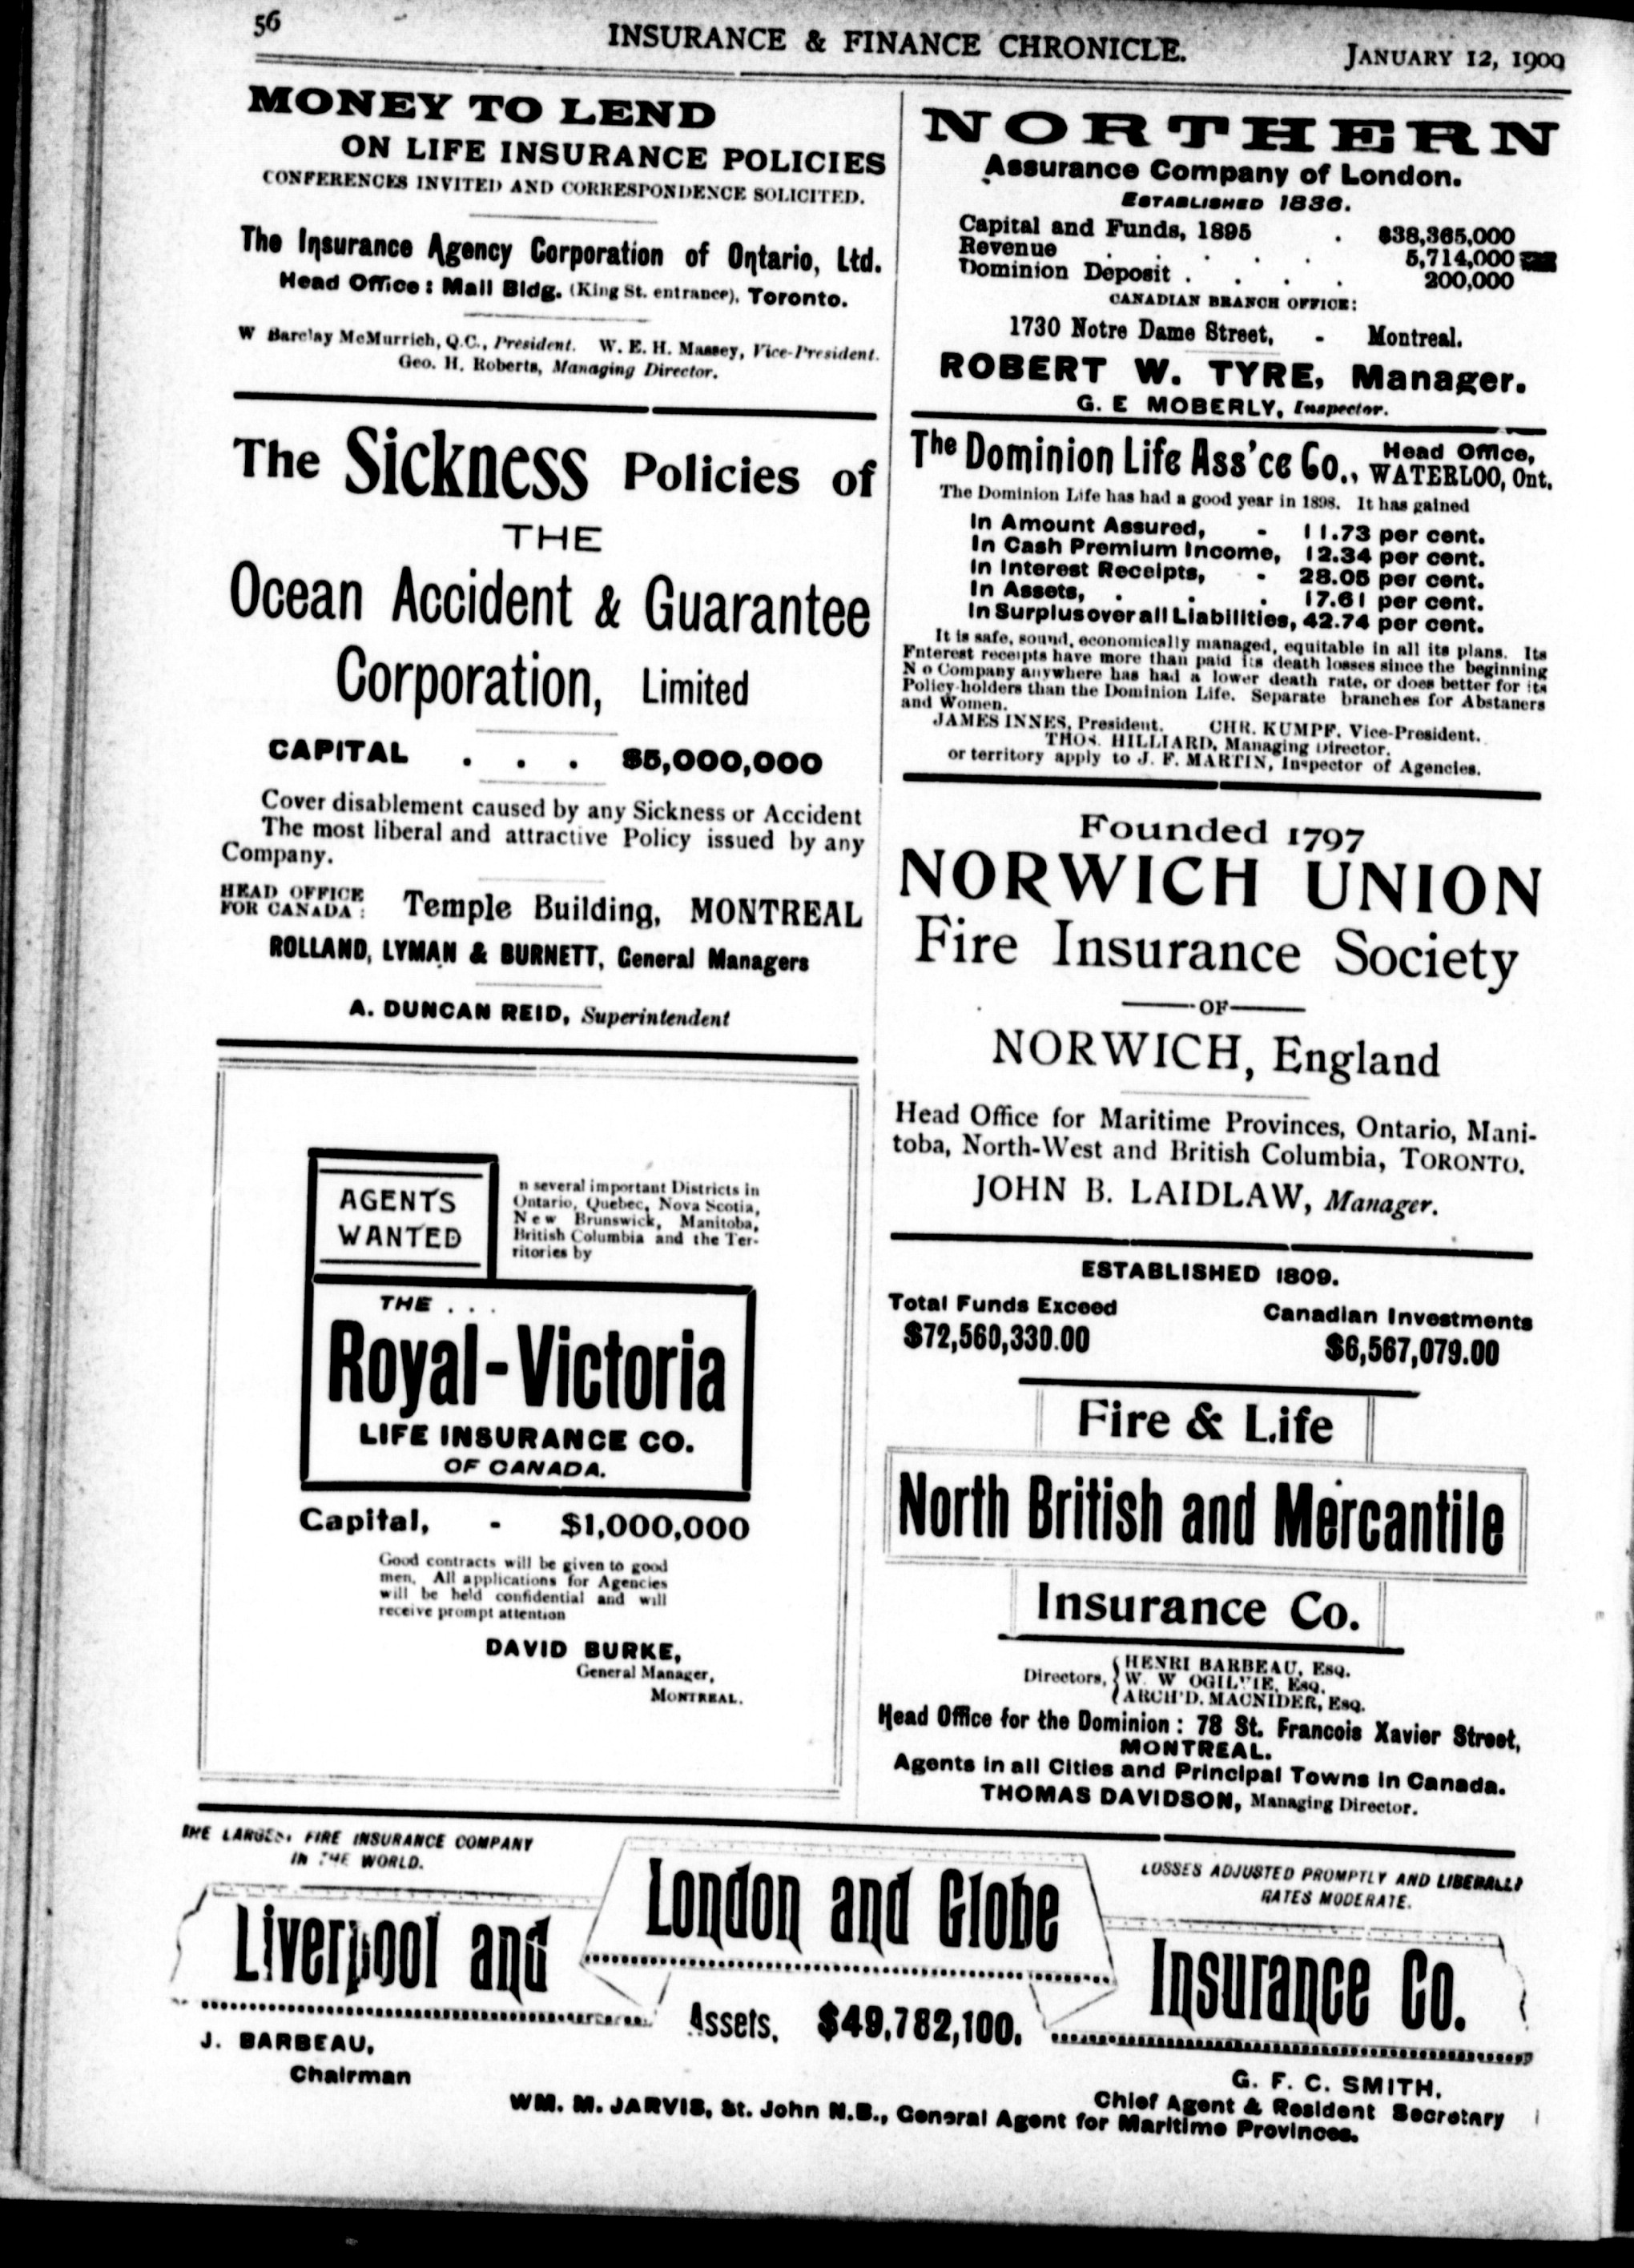 56
INSURANCE & FINANCE CHRONICLE.
JANUARY 12, 1900
MONEY TO LEND
ON LIFE INSURANCE POLICIES
CONFERENCES INVITED AND CORRESPONDENCE SOLICITED.
The Insurance Agency Corporation of Ontario, Ltd.
Head Office: Mail Bldg. (King St. entrance), Toronto.
W Barclay McMurrich, Q.C., President. W. E. H. Massey, Vice-President.
Geo. H. Roberts, Managing Director.
The Sickness Policies of
THE
Ocean Accident & Guarantee
Corporation, Limited
CAPITAL . . . $5,000,000
Cover disablement caused by any Sickness or Accident
The most liberal and attractive Policy issued by any
Company.
HEAD OFFICE
FOR CANADA: Temple Building, MONTREAL
ROLLAND, LYMAN & BURNETT, General Managers
A. DUNCAN REID, Superintendent
AGENTS
WANTED
n several important Districts in
Ontario, Quebec, Nova Scotia,
New Brunswick, Manitoba,
British Columbia and the Ter-
ritories by
THE . . .
Royal-Victoria
LIFE INSURANCE CO.
OF CANADA.
Capital, - $1,000,000
Good contracts will be given to good
men. All applications for Agencies
will be held confidential and will
receive prompt attention
DAVID BURKE,
General Manager,
MONTREAL.
NORTHERN
Assurance Company of London.
ESTABLISHED 1836.
Capital and Funds, 1895 . $38,365,000
Revenue . . . . . 5,714,000
Dominion Deposit . . . . 200,000
CANADIAN BRANCH OFFICE:
1730 Notre Dame Street, - Montreal.
ROBERT W. TYRE, Manager.
G. E MOBERLY, Inspector.
The Dominion Life Ass'ce Co., Head Office,
WATERLOO, Ont.
The Dominion Life has had a good year in 1898. It has gained
In Amount Assured, - 11.73 per cent.
In Cash Premium Income, 12.34 per cent.
In Interest Receipts, - 28.05 per cent.
In Assets, . . . 17.61 per cent.
In Surplus over all Liabilities, 42.74 per cent.
It is safe, sound, economically managed, equitable in all its plans. Its
Fnterest receipts have more than paid its death losses since the beginning
No Company anywhere has had a lower death rate, or does better for its
Policy-holders than the Dominion Life. Separate branches for Abstaners
and Women.
JAMES INNES, President. CHR. KUMPF, Vice-President.
THOS. HILLIARD, Managing Director.
or territory apply to J. F. MARTIN, Inspector of Agencies.
Founded 1797
NORWICH UNION
Fire Insurance Society
OF
NORWICH, England
Head Office for Maritime Provinces, Ontario, Mani-
toba, North-West and British Columbia, TORONTO.
JOHN B. LAIDLAW, Manager.
ESTABLISHED 1809.
Total Funds Exceed Canadian Investments
$72,560,330.00 $6,567,079.00
Fire & Life
North British and Mercantile
Insurance Co.
HENRI BARBEAU, Esq.
Directors, W. W OGILVIE, Esq.
ARCH'D. MACNIDER, Esq.
Head Office for the Dominion: 78 St. Francois Xavier Street,
MONTREAL.
Agents in all Cities and Principal Towns in Canada.
THOMAS DAVIDSON, Managing Director.
THE LARGEST FIRE INSURANCE COMPANY
IN THE WORLD.
LOSSES ADJUSTED PROMPTLY AND LIBERALLY
RATES MODERATE.
Liverpool and London and Globe Insurance Co.
Assets, $49,782,100.
J. BARBEAU,
Chairman
G. F. C. SMITH,
Chief Agent & Resident Secretary
WM. M. JARVIS, St. John N.B., General Agent for Maritime Provinces.